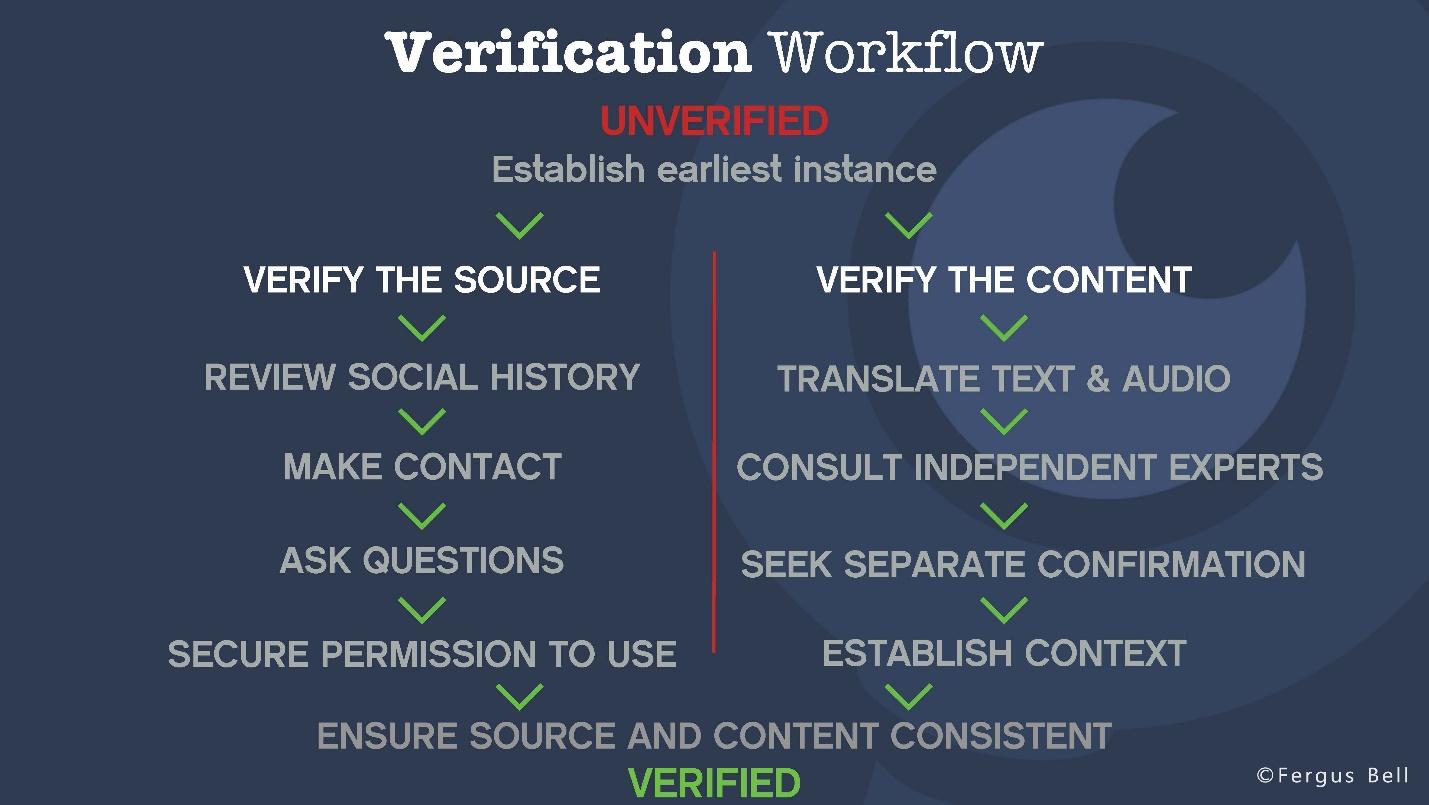 Verification Workflow
UNVERIFIED
Establish earliest instance
VERIFY THE SOURCE
REVIEW SOCIAL HISTORY
MAKE CONTACT
ASK QUESTIONS
SECURE PERMISSION TO USE
VERIFY THE CONTENT
TRANSLATE TEXT & AUDIO
CONSULT INDEPENDENT EXPERTS
SEEK SEPARATE CONFIRMATION
ESTABLISH CONTEXT
ENSURE SOURCE AND CONTENT CONSISTENT
VERIFIED
©Fergus Bell